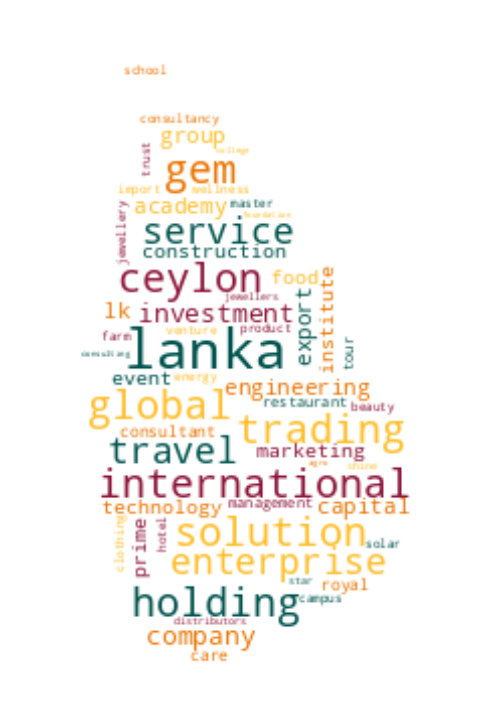 school
consultancy
group
college
trust
gem
import wellness
academy master
foundation
jewellery
service
construction
ceylon food
jewellers
export
institute
lk investment
product
farm venture
tour
consulting lanka
event energy
engineering
restaurant
global beauty
trading
consultant
travel marketing
agro shine
international
technology management capital
clothing
prime
hotel
solution
solar
enterprise
star royal
holding campus
distributors
company
care